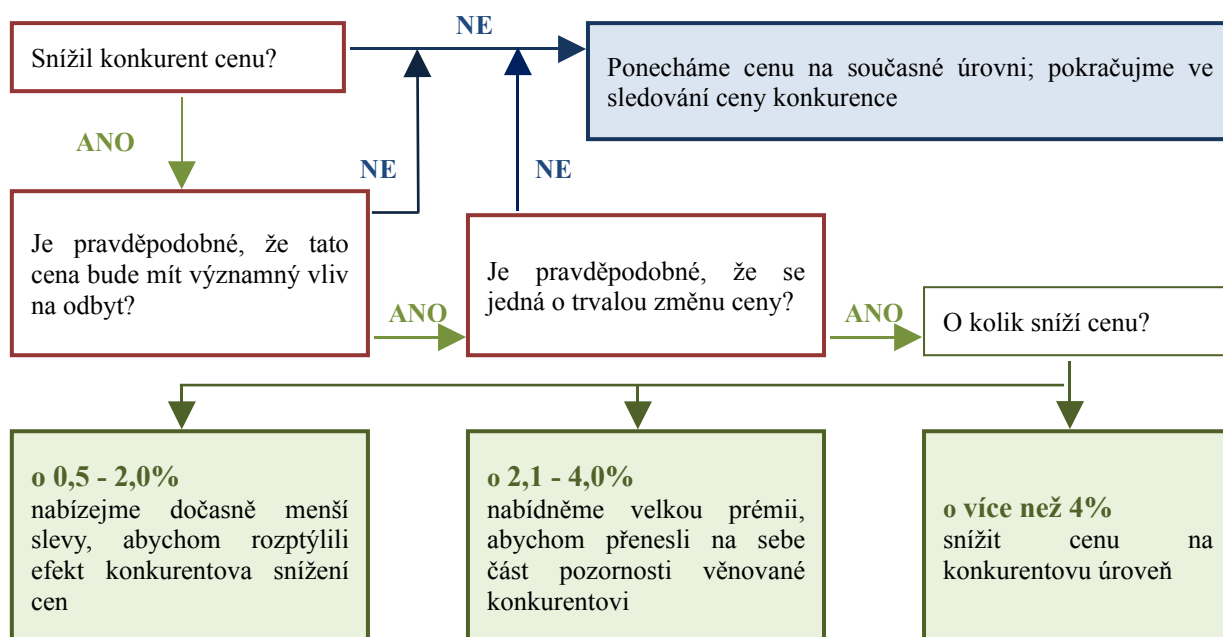 Snížil konkurent cenu?
NE
Ponecháme cenu na současné úrovni; pokračujme ve
sledování ceny konkurence
ANO
NE
NE
Je pravděpodobné, že tato
cena bude mít významný vliv
na odbyt?
ANO
Je pravděpodobné, že se
jedná o trvalou změnu ceny?
ANO
O kolik sníží cenu?
o 0,5 - 2,0%
nabízejme dočasně menší
slevy, abychom rozptýlili
efekt konkurentova snížení
cen
o 2,1 - 4,0%
nabídněme velkou prémii,
abychom přenesli na sebe
část pozornosti věnované
konkurentovi
o více než 4%
snížit cenu na
konkurentovu úroveň